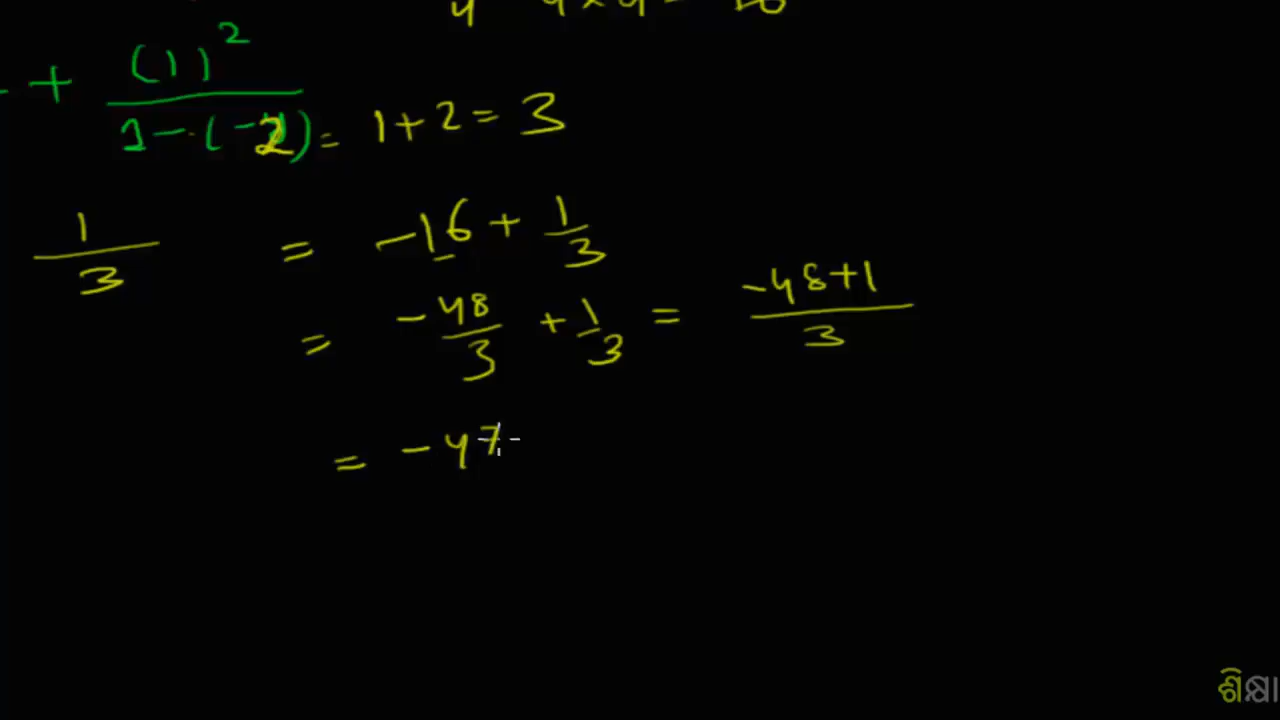 + (1)² / 1-(-2) = 1+2 = 3
1/3 = -16 + 1/3
= -48/3 + 1/3 = -48+1/3
= -47
ଶିକ୍ଷା